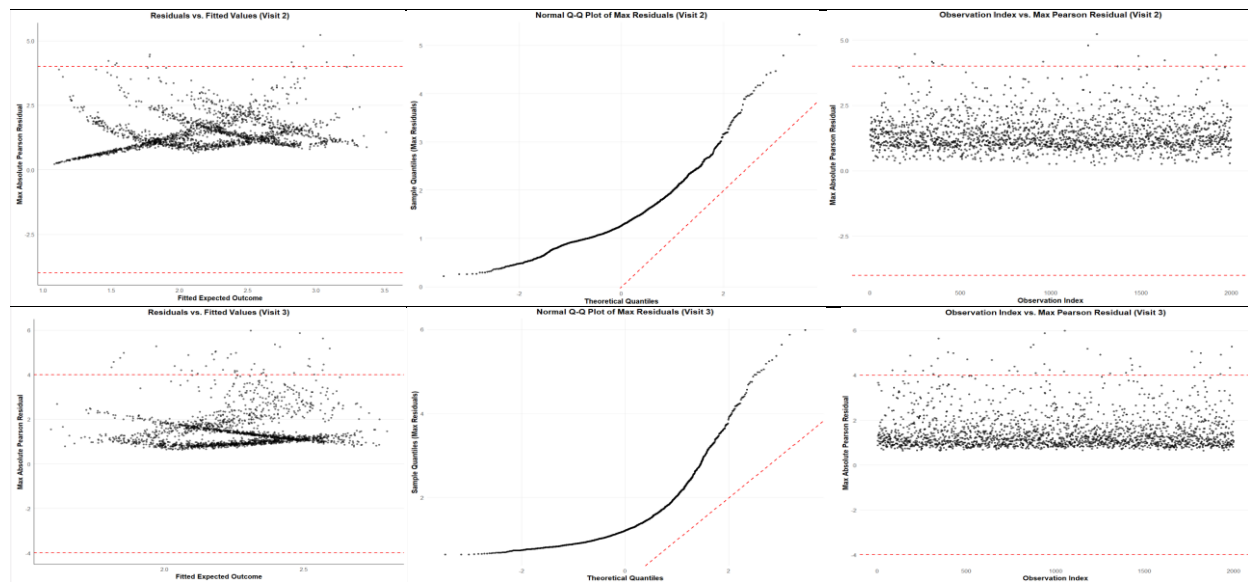 Residuals vs. Fitted Values (Visit 2)
Max Absolute Pearson Residual
5.0
2.5
0.0
-2.5
1.0
1.5
2.0
2.5
3.0
3.5
Fitted Expected Outcome
Normal Q-Q Plot of Max Residuals (Visit 2)
Sample Quantiles (Max Residuals)
5
4
3
2
1
0
-2
0
2
Theoretical Quantiles
Observation Index vs. Max Pearson Residual (Visit 2)
Max Absolute Pearson Residual
5.0
2.5
0.0
-2.5
0
500
1000
1500
2000
Observation Index
Residuals vs. Fitted Values (Visit 3)
Max Absolute Pearson Residual
6
4
2
0
-2
-4
2.0
2.5
Fitted Expected Outcome
Normal Q-Q Plot of Max Residuals (Visit 3)
Sample Quantiles (Max Residuals)
6
4
2
-2
0
2
Theoretical Quantiles
Observation Index vs. Max Pearson Residual (Visit 3)
Max Absolute Pearson Residual
6
4
2
0
-2
-4
0
500
1000
1500
2000
Observation Index